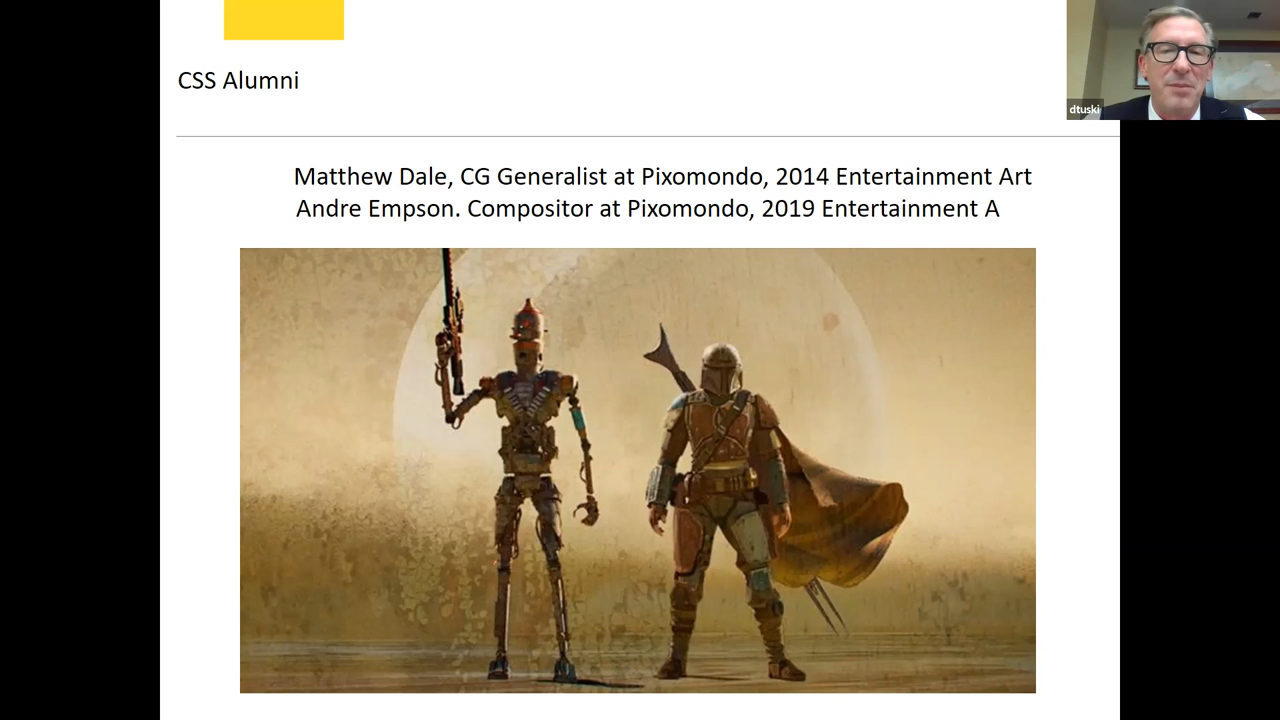 CSS Alumni
dtuski
Matthew Dale, CG Generalist at Pixomondo, 2014 Entertainment Art
Andre Empson. Compositor at Pixomondo, 2019 Entertainment A